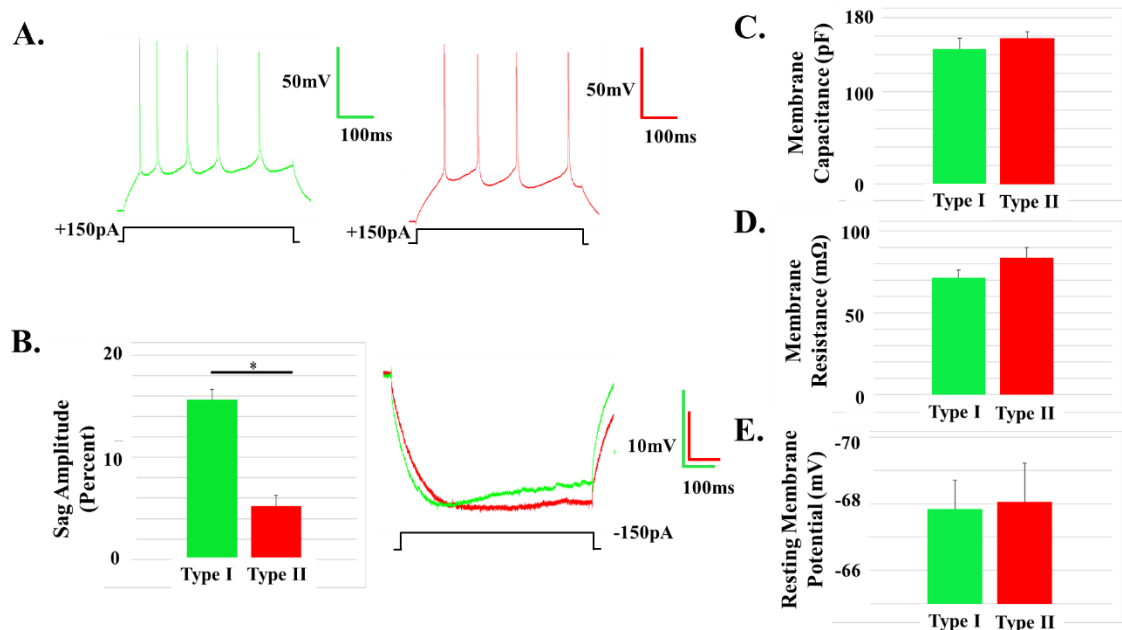 A.
50mV
100ms
+150pA
50mV
100ms
+150pA
B.
Sag Amplitude
(Percent)
20
10
0
*
Type I Type II
10mV
100ms
-150pA
C.
Membrane
Capacitance (pF)
180
100
0
Type I Type II
D.
Membrane
Resistance (mΩ)
100
50
0
Type I Type II
E.
Resting Membrane
Potential (mV)
-70
-68
-66
Type I Type II